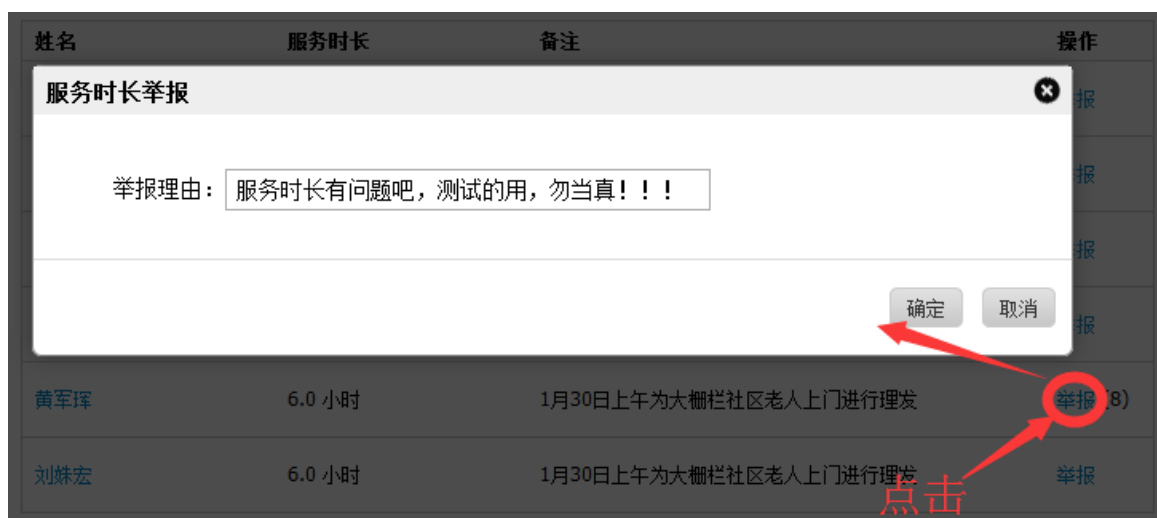 姓名 服务时长 备注 操作
服务时长举报
报
举报理由： 服务时长有问题吧，测试的用，勿当真！！！
报
报
确定 取消
报
黄军珲 6.0 小时 1月30日上午为大栅栏社区老人上门进行理发 举报 (8)
刘姝宏 6.0 小时 1月30日上午为大栅栏社区老人上门进行理发 举报
点击